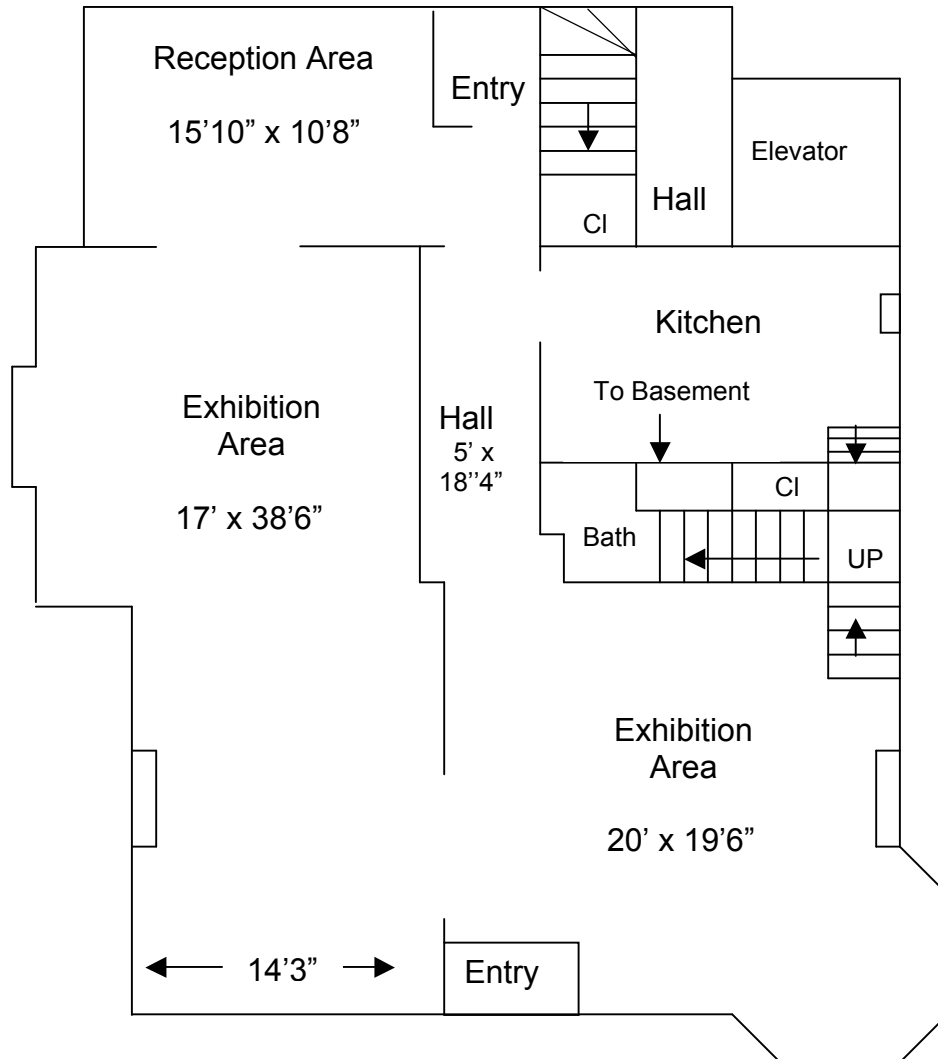 Reception Area
15’10” x 10’8”
Entry
Elevator
Hall
Cl
Kitchen
To Basement
Exhibition
Area
17’ x 38’6”
Hall
5’ x
18’’4”
Cl
Bath
UP
Exhibition
Area
20’ x 19’6”
14’3”
Entry